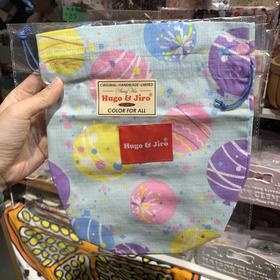 ORIGINAL HANDMADE LIMITED
Hugo & Jiro
COLOR FOR ALL
Hugo & Jiro